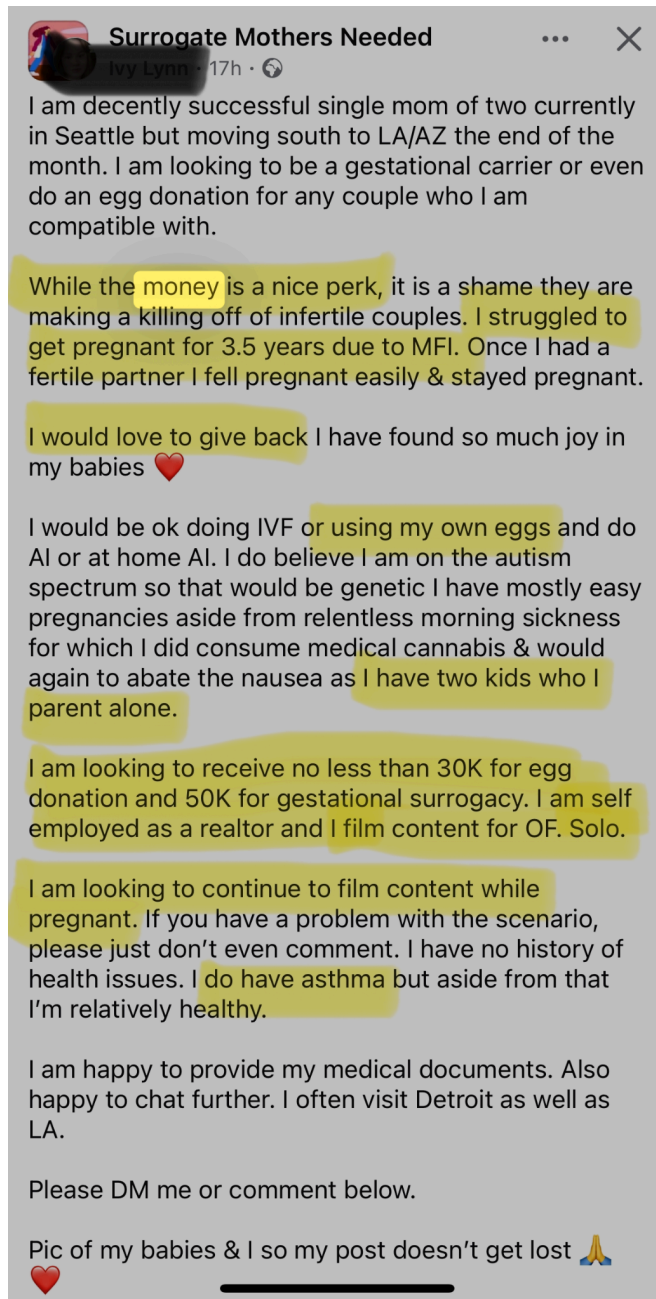 Surrogate Mothers Needed
Ivy Lynn · 17h ·
I am decently successful single mom of two currently
in Seattle but moving south to LA/AZ the end of the
month. I am looking to be a gestational carrier or even
do an egg donation for any couple who I am
compatible with.
While the money is a nice perk, it is a shame they are
making a killing off of infertile couples. I struggled to
get pregnant for 3.5 years due to MFI. Once I had a
fertile partner I fell pregnant easily & stayed pregnant.
I would love to give back I have found so much joy in
my babies ❤️
I would be ok doing IVF or using my own eggs and do
AI or at home AI. I do believe I am on the autism
spectrum so that would be genetic I have mostly easy
pregnancies aside from relentless morning sickness
for which I did consume medical cannabis & would
again to abate the nausea as I have two kids who I
parent alone.
I am looking to receive no less than 30K for egg
donation and 50K for gestational surrogacy. I am self
employed as a realtor and I film content for OF. Solo.
I am looking to continue to film content while
pregnant. If you have a problem with the scenario,
please just don’t even comment. I have no history of
health issues. I do have asthma but aside from that
I’m relatively healthy.
I am happy to provide my medical documents. Also
happy to chat further. I often visit Detroit as well as
LA.
Please DM me or comment below.
Pic of my babies & I so my post doesn’t get lost 🙏
❤️